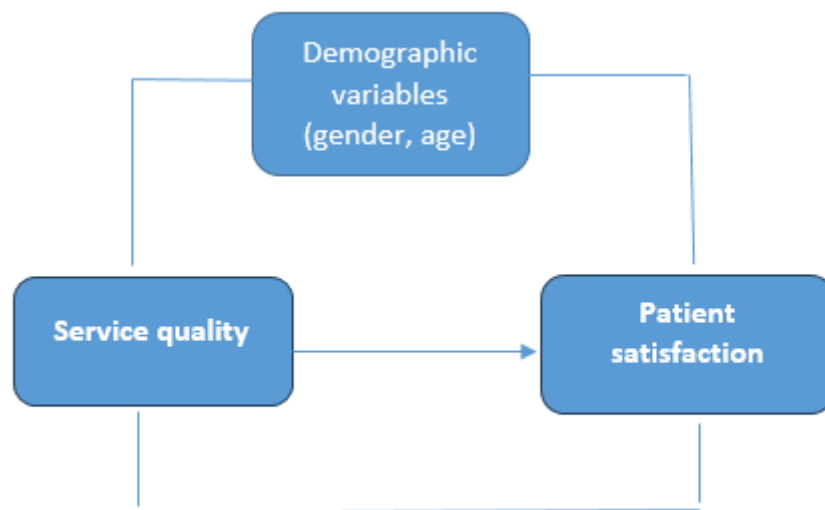 Demographic
variables
(gender, age)
Service quality
Patient
satisfaction